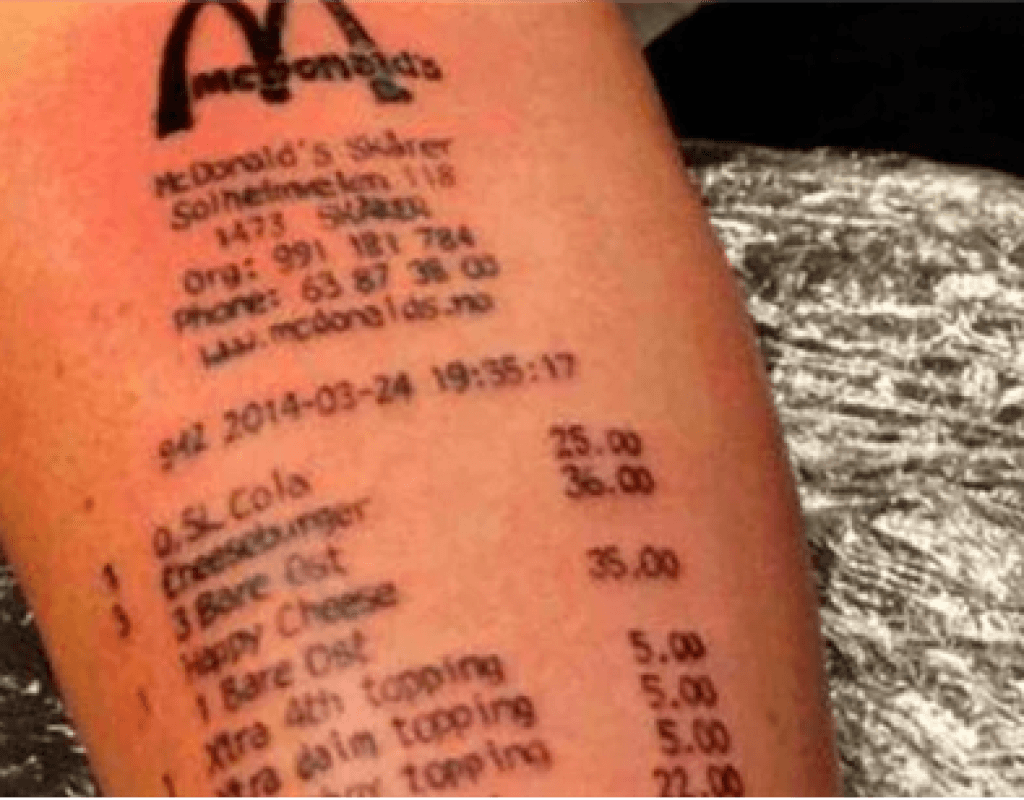 McDonald's
McDonald's Skårer
Solheimveien 118
1473 SKÅRER
Org: 991 181 784
Phone: 63 87 38 00
www.mcdonalds.no
2014-03-24 19:35:17
1 0,5L Cola 25.00
3 Cheeseburger 36.00
3 Bare Ost
1 Happy Cheese 35.00
1 Bare Ost
xtra 4th topping 5.00
xtra daim topping 5.00
topping 5.00
22.00